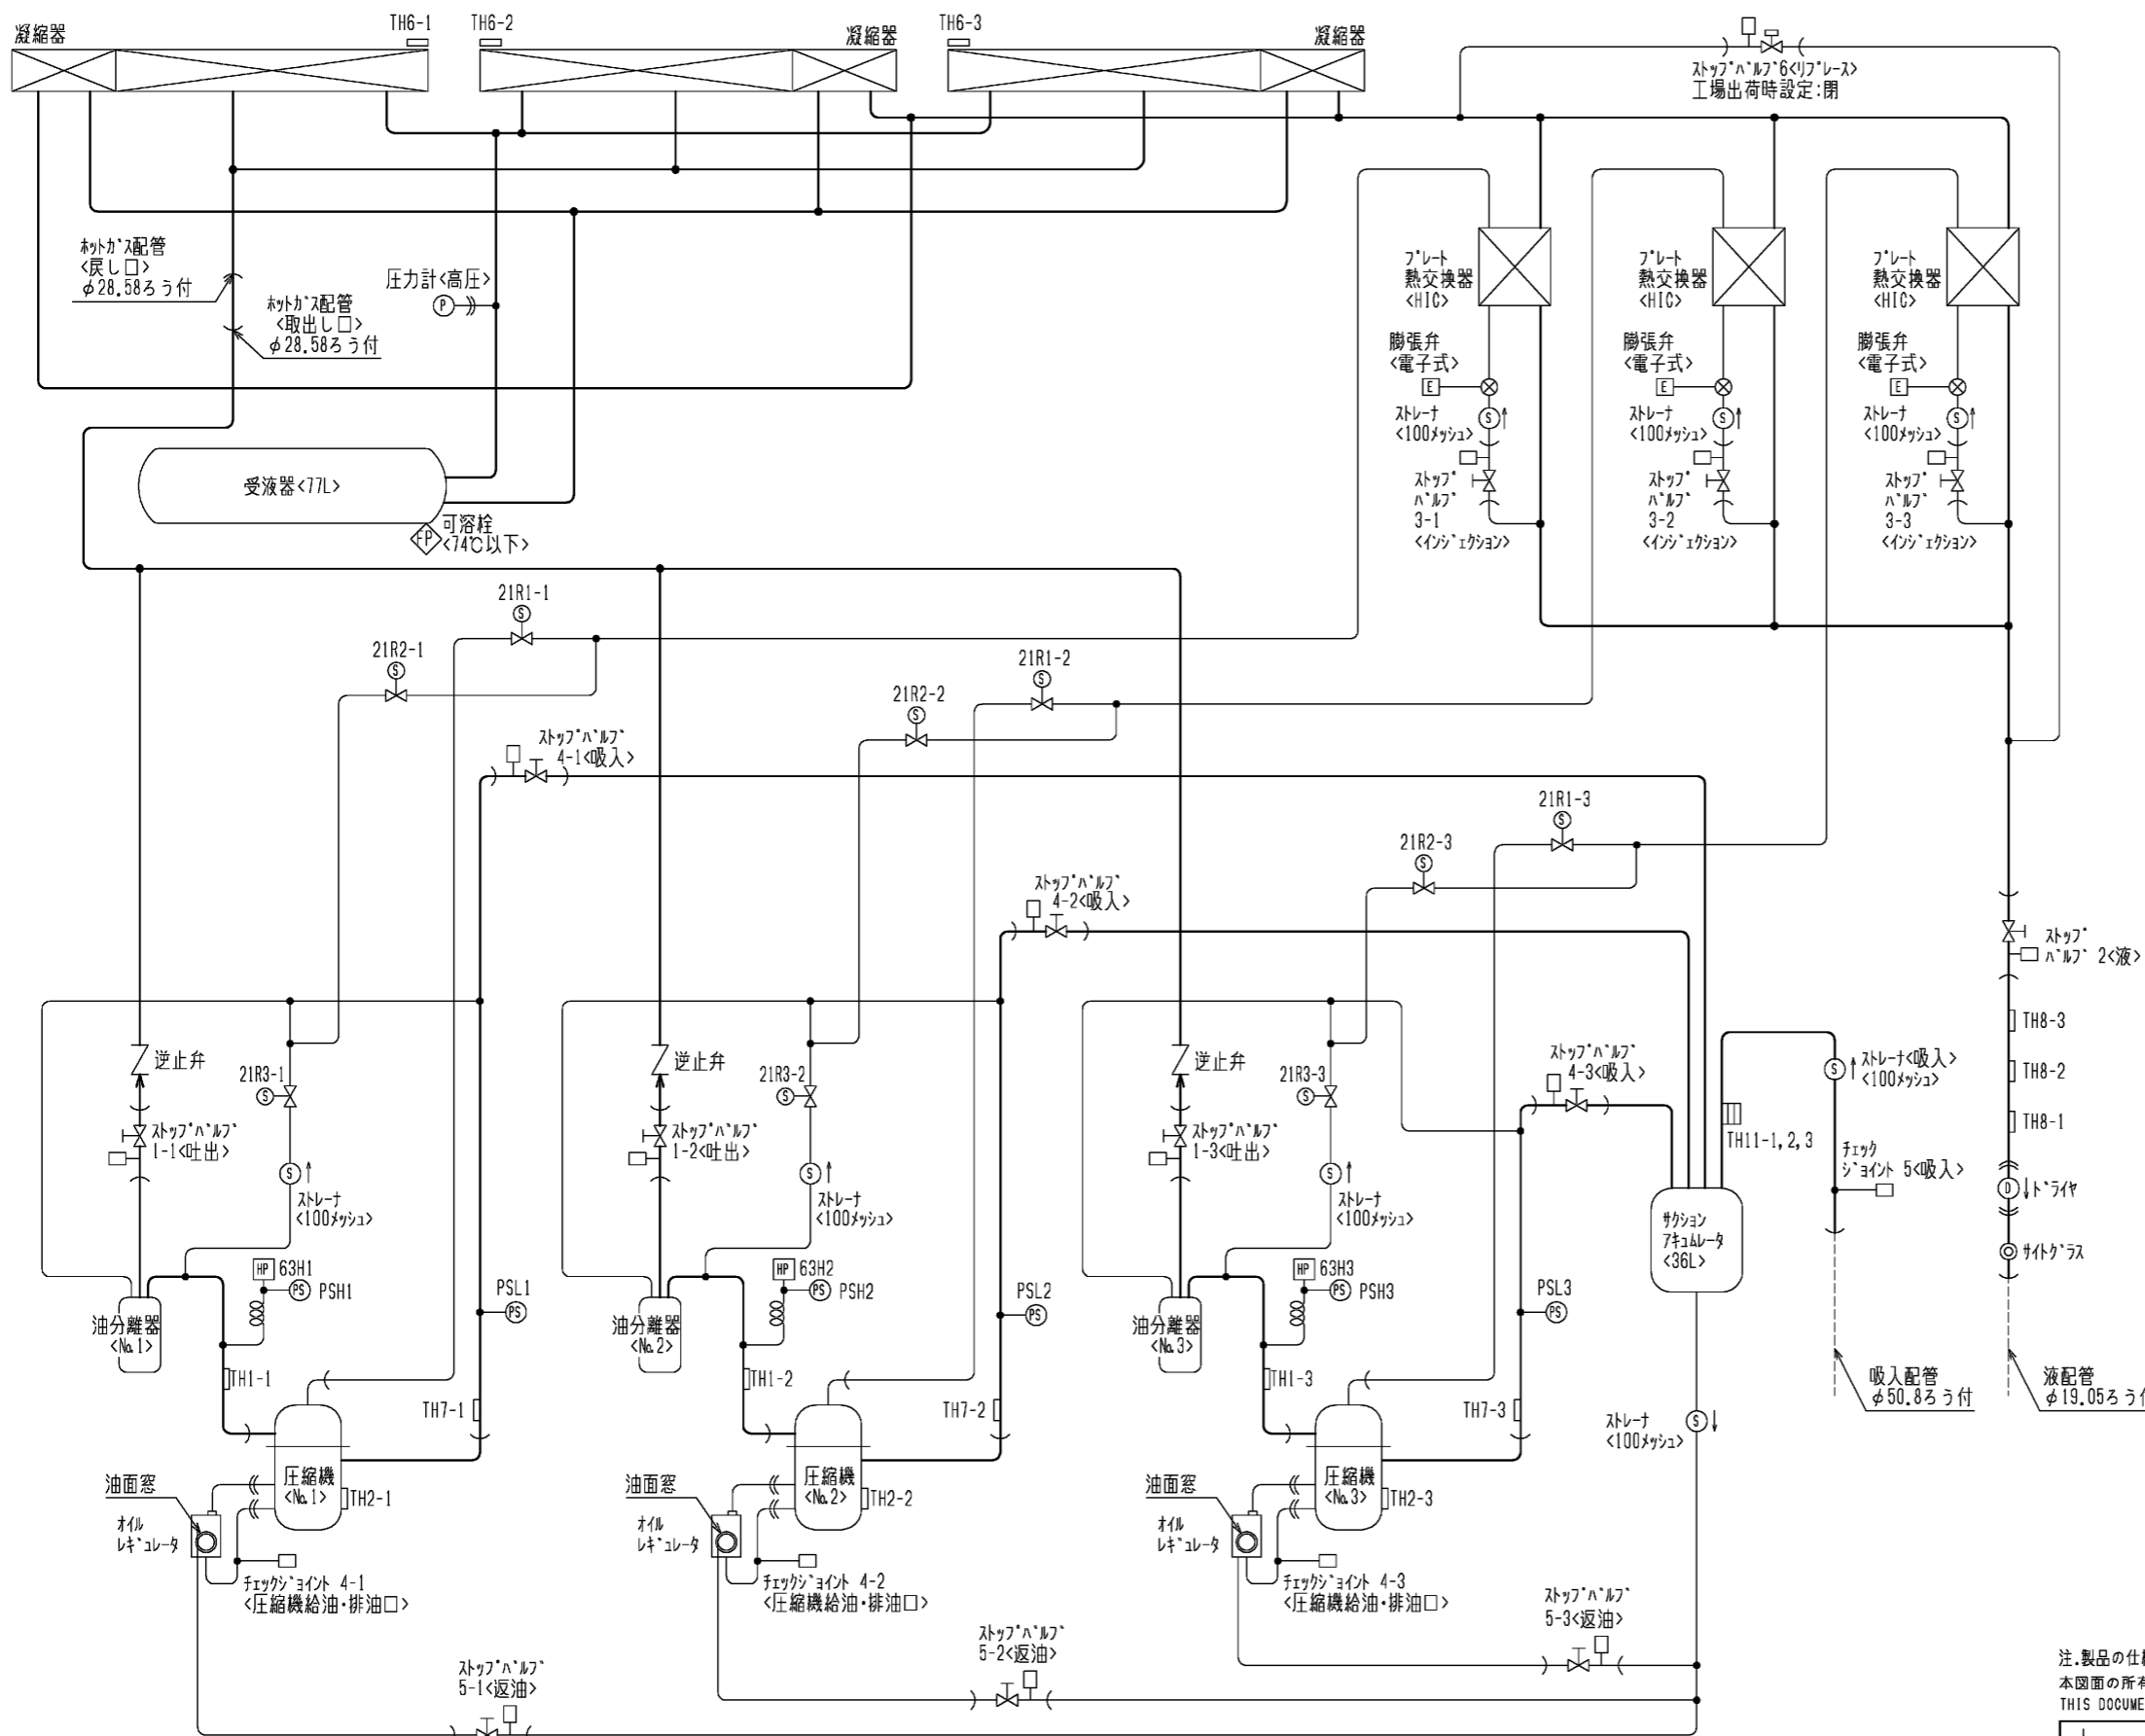 凝縮器
TH6-1
TH6-2
凝縮器
TH6-3
凝縮器
ストップバルブ6<リプレース>
工場出荷時設定:閉
ホットガス配管
<戻し口>
φ28.58ろう付
ホットガス配管
<取出し口>
φ28.58ろう付
圧力計<高圧>
P
プレート
熱交換器
<HIC>
プレート
熱交換器
<HIC>
プレート
熱交換器
<HIC>
膨張弁
<電子式>
E
膨張弁
<電子式>
E
膨張弁
<電子式>
E
ストレーナ
<100メッシュ>
S
ストレーナ
<100メッシュ>
S
ストレーナ
<100メッシュ>
S
ストップ
バルブ
3-1
<インジェクション>
ストップ
バルブ
3-2
<インジェクション>
ストップ
バルブ
3-3
<インジェクション>
受液器<77L>
FP
可溶栓
<74℃以下>
21R1-1
S
21R2-1
S
21R1-2
S
21R2-2
S
21R1-3
S
21R2-3
S
ストップバルブ
4-1<吸入>
ストップバルブ
4-2<吸入>
ストップバルブ
4-3<吸入>
ストップ
バルブ 2<液>
TH8-3
TH8-2
TH8-1
D
ドライヤ
サイトグラス
逆止弁
逆止弁
逆止弁
21R3-1
S
21R3-2
S
21R3-3
S
ストップバルブ
1-1<吐出>
ストップバルブ
1-2<吐出>
ストップバルブ
1-3<吐出>
S
ストレーナ
<100メッシュ>
S
ストレーナ
<100メッシュ>
S
ストレーナ
<100メッシュ>
S
ストレーナ<吸入>
<100メッシュ>
TH11-1,2,3
チェック
ジョイント 5<吸入>
サクション
アキュムレータ
<36L>
HP
63H1
PS
PSH1
HP
63H2
PS
PSH2
HP
63H3
PS
PSH3
PSL1
PS
PSL2
PS
PSL3
PS
油分離器
<No.1>
油分離器
<No.2>
油分離器
<No.3>
TH1-1
TH1-2
TH1-3
TH7-1
TH7-2
TH7-3
吸入配管
φ50.8ろう付
液配管
φ19.05ろう付
ストレーナ
<100メッシュ>
S
油面窓
圧縮機
<No.1>
TH2-1
油面窓
圧縮機
<No.2>
TH2-2
油面窓
圧縮機
<No.3>
TH2-3
オイル
レギュレータ
オイル
レギュレータ
オイル
レギュレータ
チェックジョイント 4-1
<圧縮機給油・排油口>
チェックジョイント 4-2
<圧縮機給油・排油口>
チェックジョイント 4-3
<圧縮機給油・排油口>
ストップバルブ
5-1<返油>
ストップバルブ
5-2<返油>
ストップバルブ
5-3<返油>
注.製品の仕
本図面の所有
THIS DOCUME